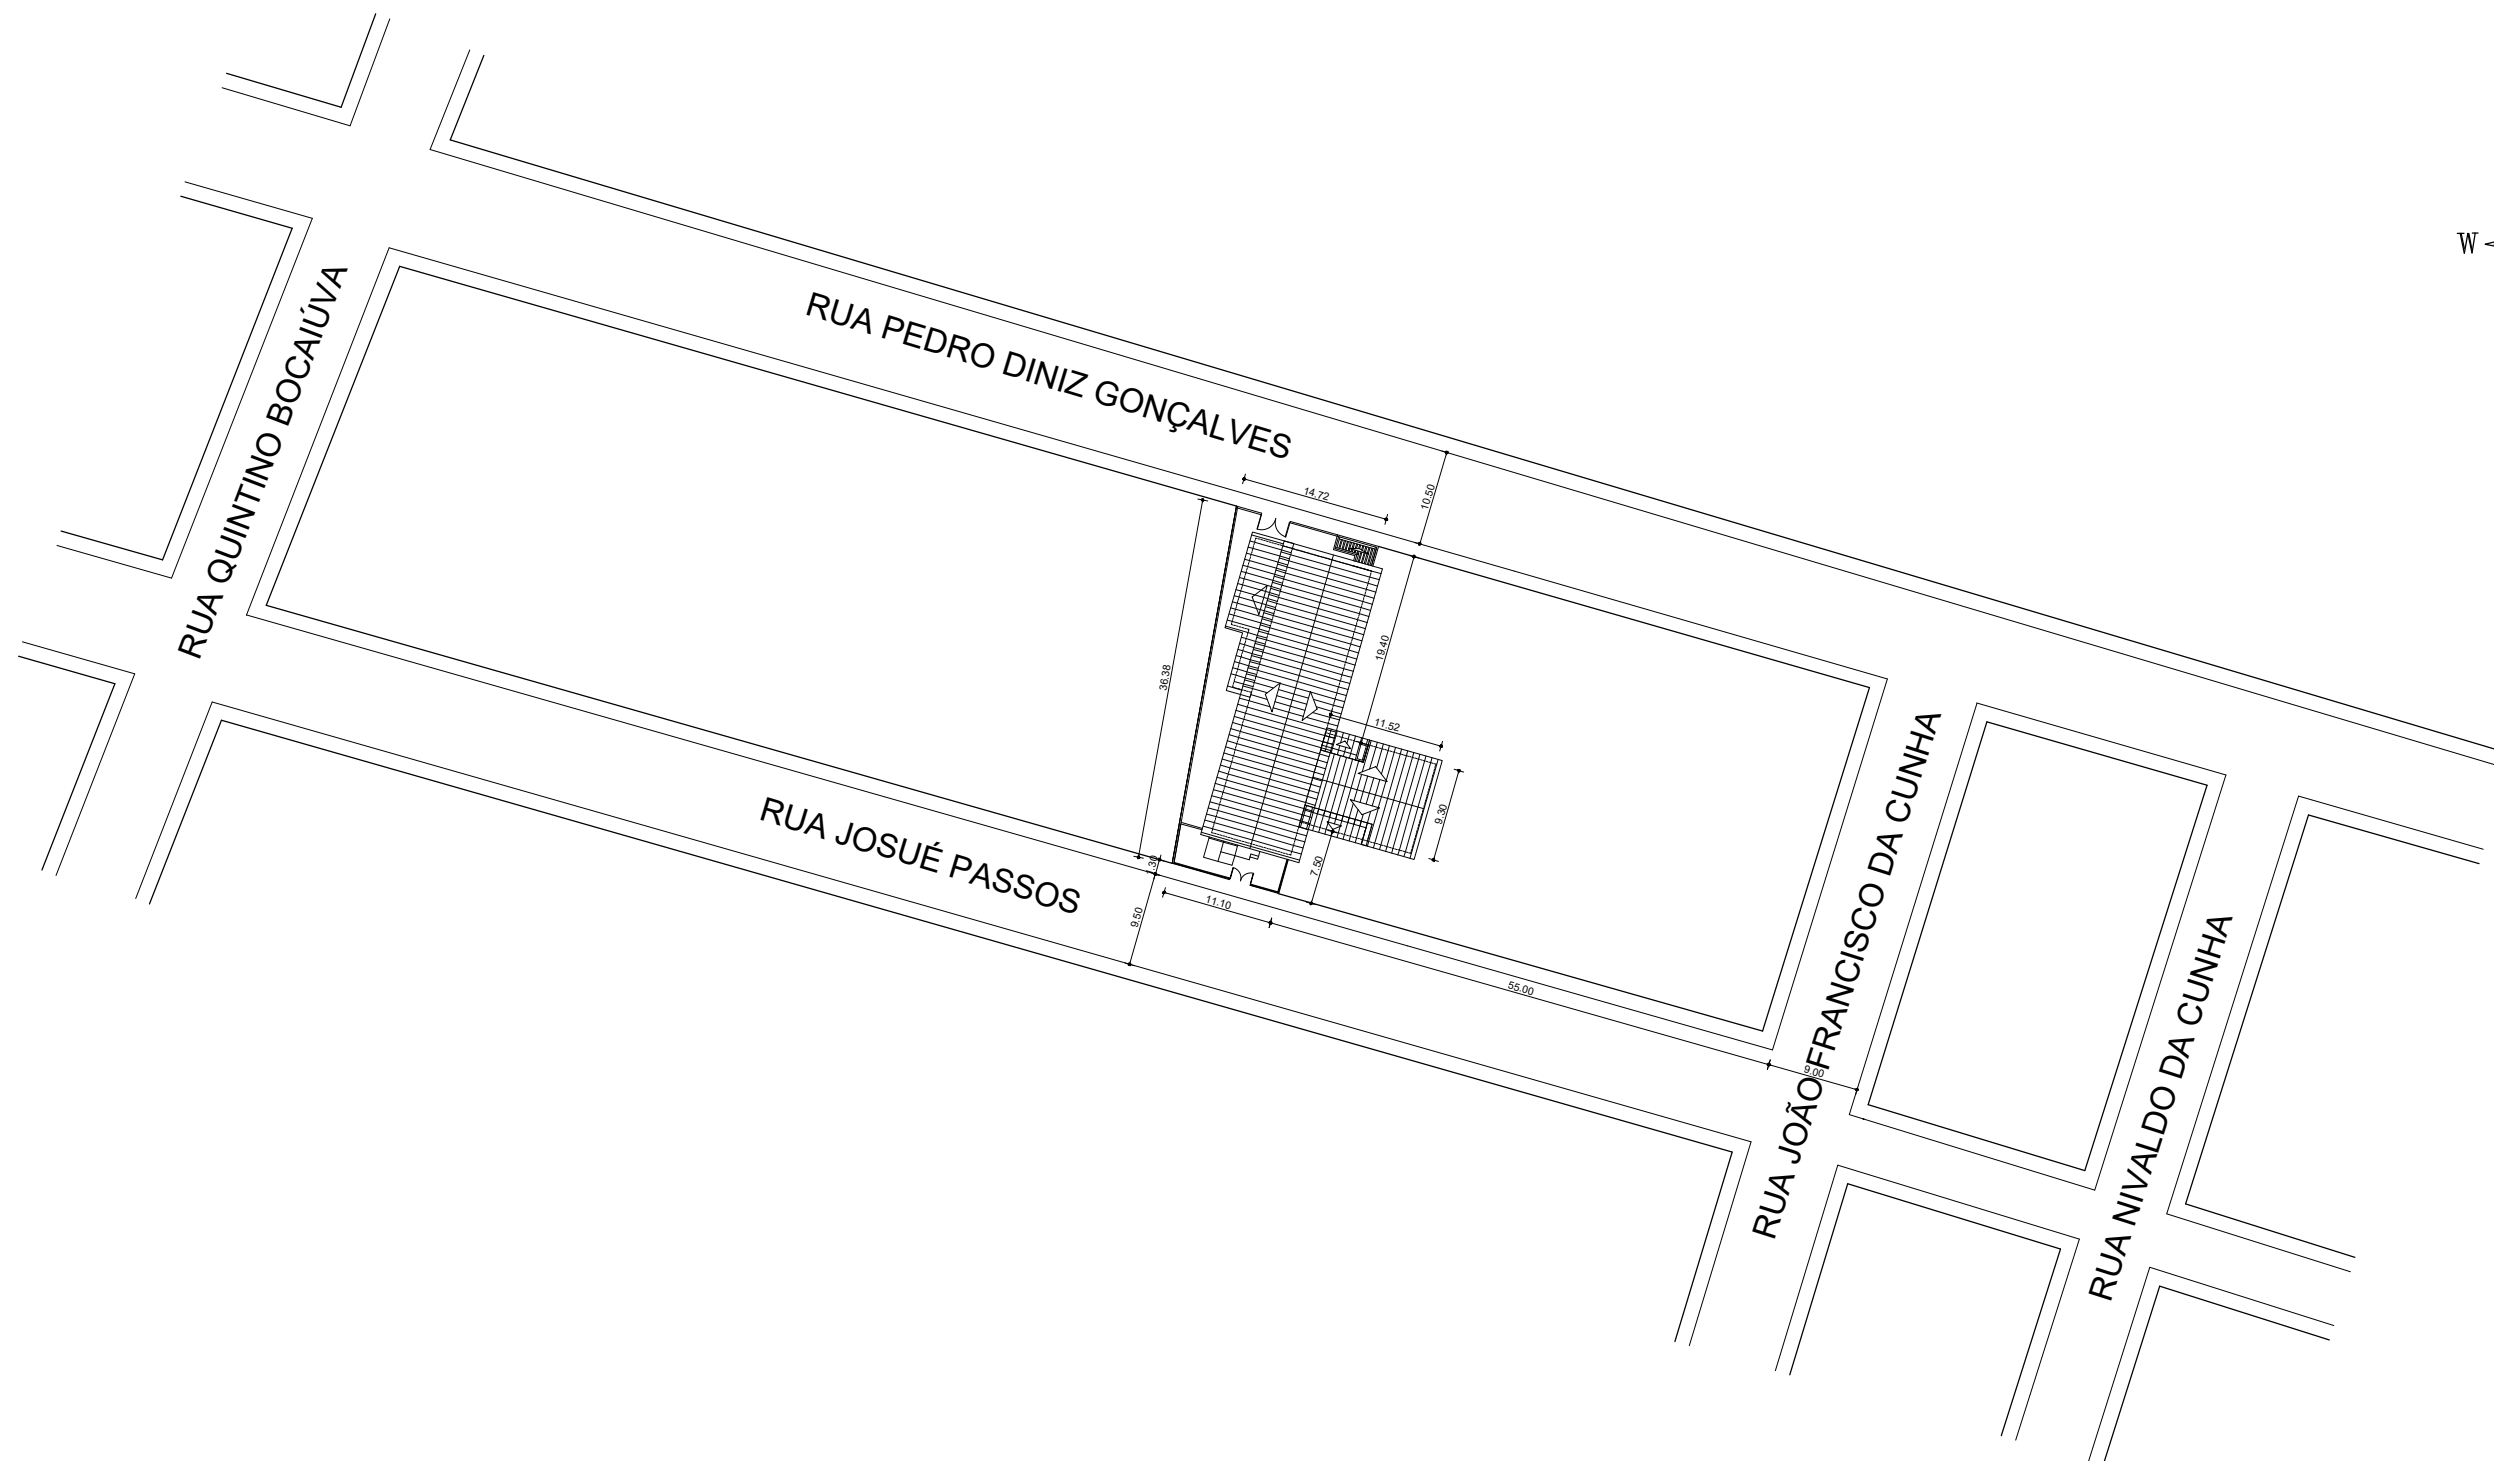 W
RUA QUINTINO BOCAIÚVA
RUA PEDRO DINIZ GONÇALVES
14.72
10.50
36.38
19.40
11.52
9.30
7.50
1.30
9.50
11.10
RUA JOSUÉ PASSOS
55.00
9.00
RUA JOÃO FRANCISCO DA CUNHA
RUA NIVALDO DA CUNHA